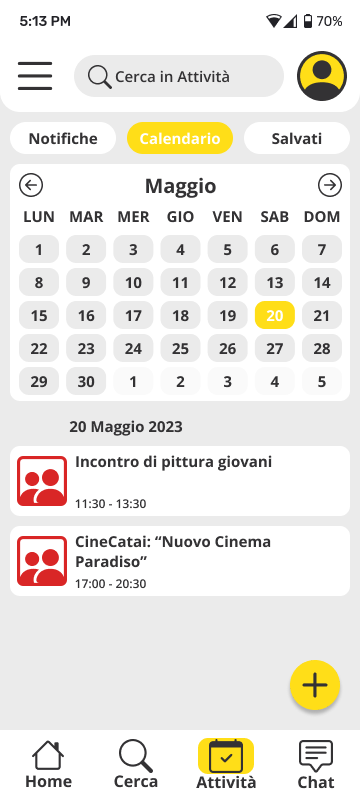 5:13 PM 70%
Cerca in Attività
Notifiche Calendario Salvati
Maggio
LUN MAR MER GIO VEN SAB DOM
1 2 3 4 5 6 7
8 9 10 11 12 13 14
15 16 17 18 19 20 21
22 23 24 25 26 27 28
29 30 1 2 3 4 5
20 Maggio 2023
Incontro di pittura giovani
11:30 - 13:30
CineCatai: “Nuovo Cinema
Paradiso”
17:00 - 20:30
Home Cerca Attività Chat